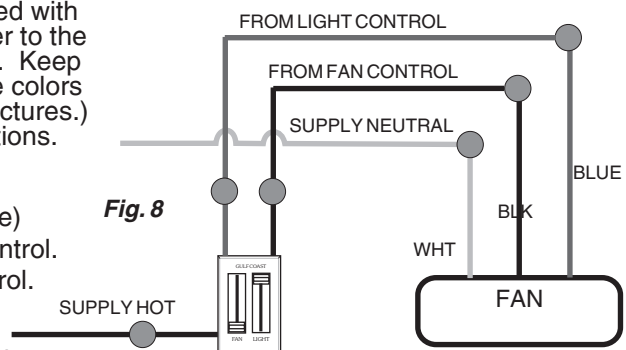 ed with
er to the
. Keep
e colors
ctures.)
tions.
e)
ntrol.
rol.
FROM LIGHT CONTROL
FROM FAN CONTROL
SUPPLY NEUTRAL
BLUE
BLK
WHT
Fig. 8
SUPPLY HOT
GULF COAST
FAN LIGHT
FAN